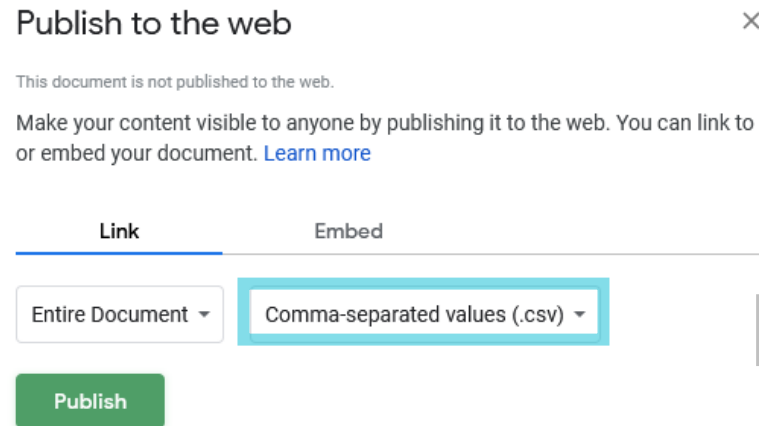 Publish to the web
This document is not published to the web.
Make your content visible to anyone by publishing it to the web. You can link to
or embed your document. Learn more
Link Embed
Entire Document Comma-separated values (.csv)
Publish